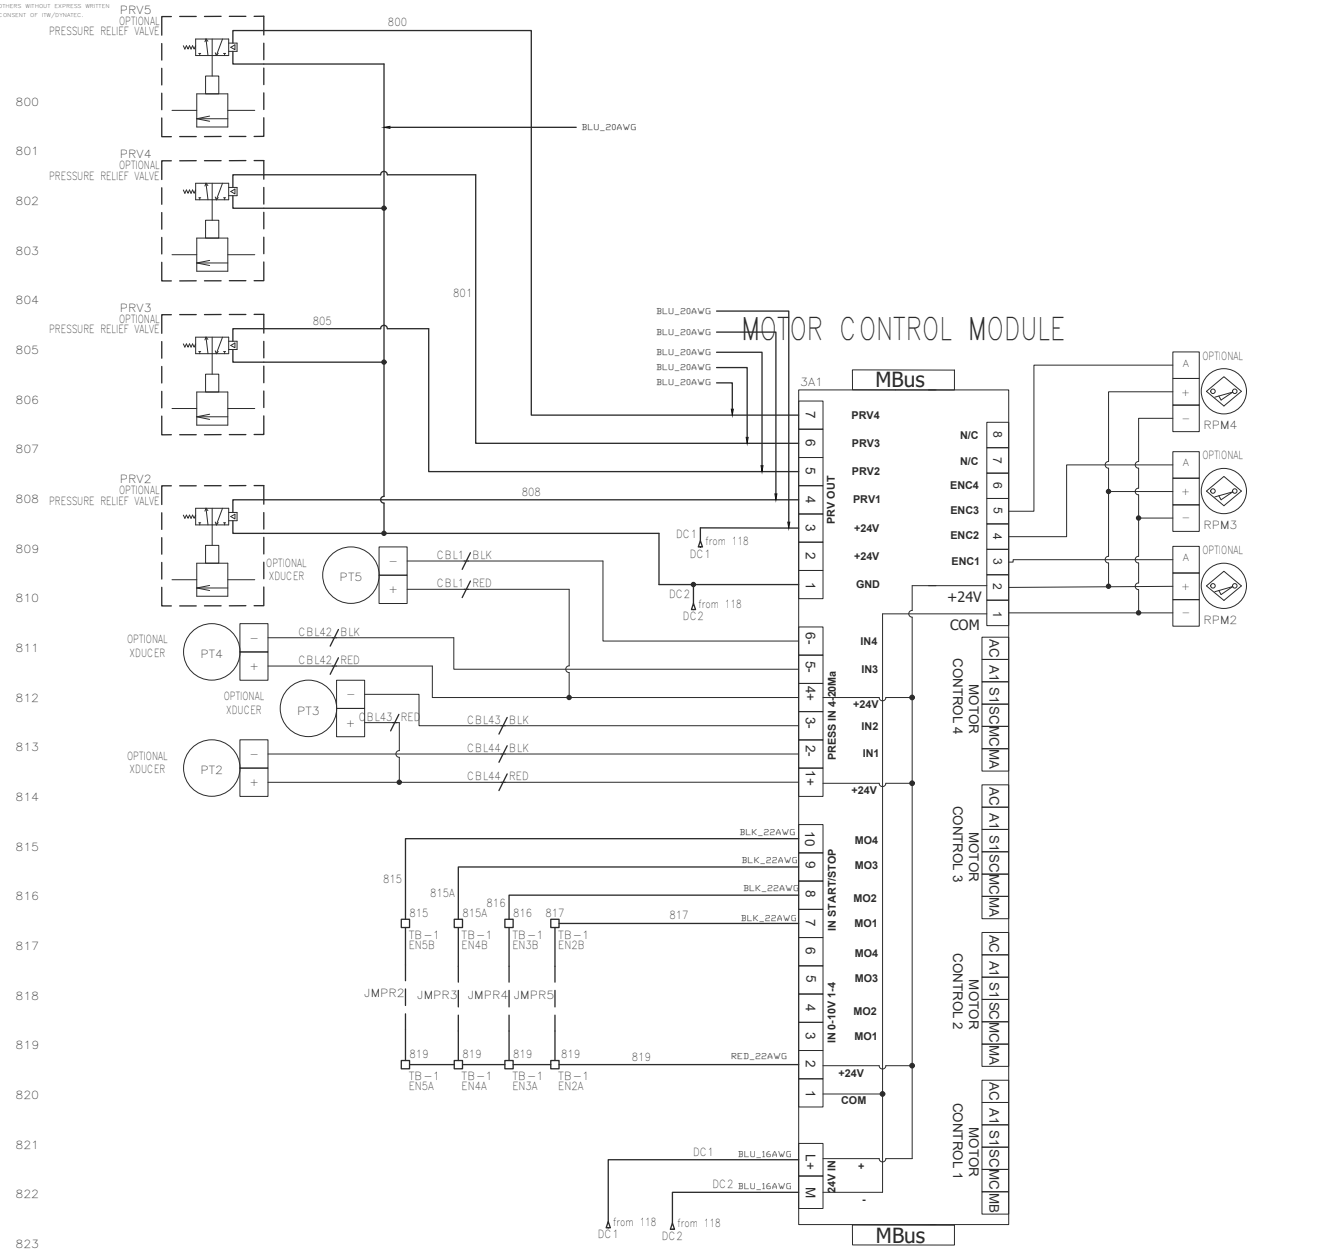 OTHERS WITHOUT EXPRESS WRITTEN
CONSENT OF ITW/DYNATEC.
PRV5
OPTIONAL
PRESSURE RELIEF VALVE
800
800
BLU_20AWG
801
PRV4
OPTIONAL
PRESSURE RELIEF VALVE
802
803
801
804
PRV3
OPTIONAL
PRESSURE RELIEF VALVE
805
805
806
807
BLU_20AWG
BLU_20AWG
BLU_20AWG
BLU_20AWG
BLU_20AWG
MOTOR CONTROL MODULE
3A1
MBus
PRV2
OPTIONAL
PRESSURE RELIEF VALVE
808
808
809
810
DC1
from 118
DC1
DC2
from 118
DC2
PRV OUT
7 PRV4
6 PRV3
5 PRV2
4 PRV1
3 +24V
2 +24V
1 GND
N/C 8
N/C 7
ENC4 6
ENC3 5
ENC2 4
ENC1 3
+24V 2
COM 1
A OPTIONAL
+
- RPM4
A OPTIONAL
+
- RPM3
A OPTIONAL
+
- RPM2
OPTIONAL
XDUCER
PT5
-
+
CBL1 BLK
CBL1 RED
811
OPTIONAL
XDUCER
PT4
-
+
CBL42 BLK
CBL42 RED
812
OPTIONAL
XDUCER
PT3
-
+
CBL43 RED
CBL43 BLK
813
OPTIONAL
XDUCER
PT2
-
+
CBL44 BLK
CBL44 RED
814
PRESS IN 4-20Ma
6- IN4
5- IN3
4+ +24V
3- IN2
2- IN1
1+ +24V
815
816
817
818
819
820
BLK_22AWG
BLK_22AWG
BLK_22AWG
BLK_22AWG
815
815A
816
817
815
815A
816
817
TB-1
EN5B
TB-1
EN4B
TB-1
EN3B
TB-1
EN2B
JMPR2
JMPR3
JMPR4
JMPR5
819
819
819
819
819
RED_22AWG
TB-1
EN5A
TB-1
EN4A
TB-1
EN3A
TB-1
EN2A
IN START/STOP
10 MO4
9 MO3
8 MO2
7 MO1
IN 0-10V 1-4
6 MO4
5 MO3
4 MO2
3 MO1
2 +24V
1 COM
821
822
823
DC1 BLU_16AWG
DC2 BLU_16AWG
from 118
DC1
from 118
DC2
24V IN
L+ +
M -
MOTOR
CONTROL 4
AC A1 S1 SC MC MA
MOTOR
CONTROL 3
AC A1 S1 SC MC MA
MOTOR
CONTROL 2
AC A1 S1 SC MC MA
MOTOR
CONTROL 1
AC A1 S1 SC MC MB
MBus